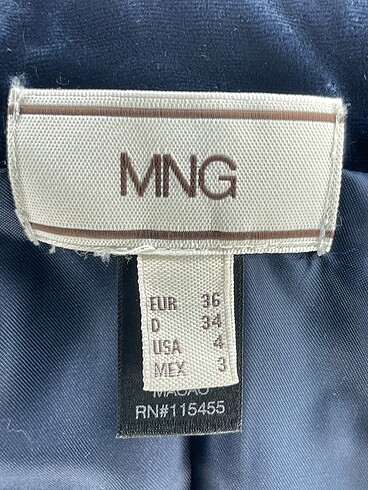 MNG
EUR 36
D 34
USA 4
MEX 3
MACAO
RN#115455